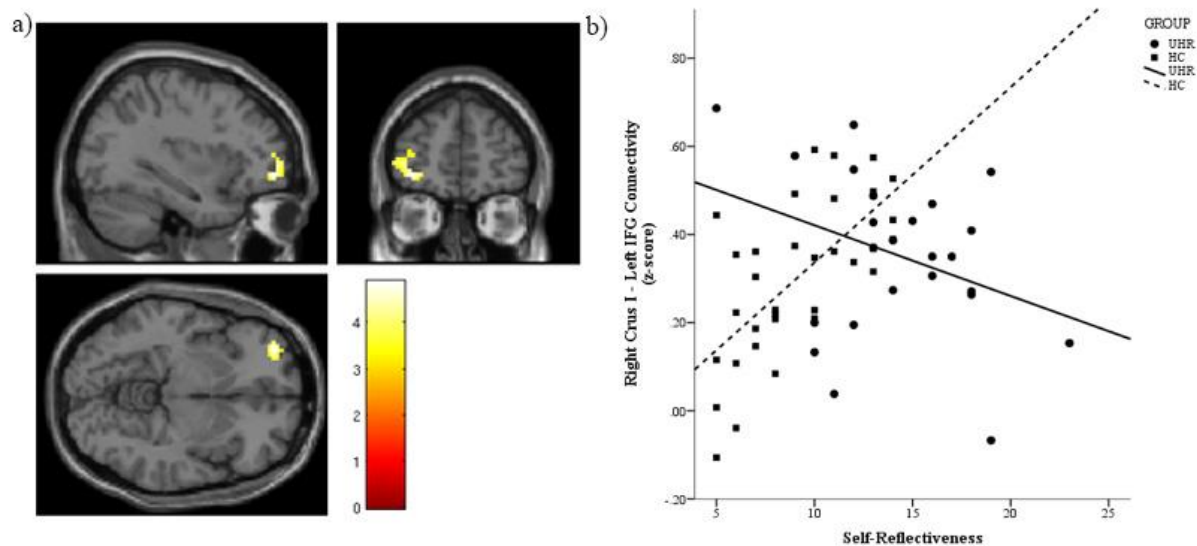 a)
4
3
2
1
0
b)
Right Crus I - Left IFG Connectivity
(z-score)
.80
.60
.40
.20
.00
-.20
5
10
15
20
25
Self-Reflectiveness
GROUP
UHR
HC
UHR
HC